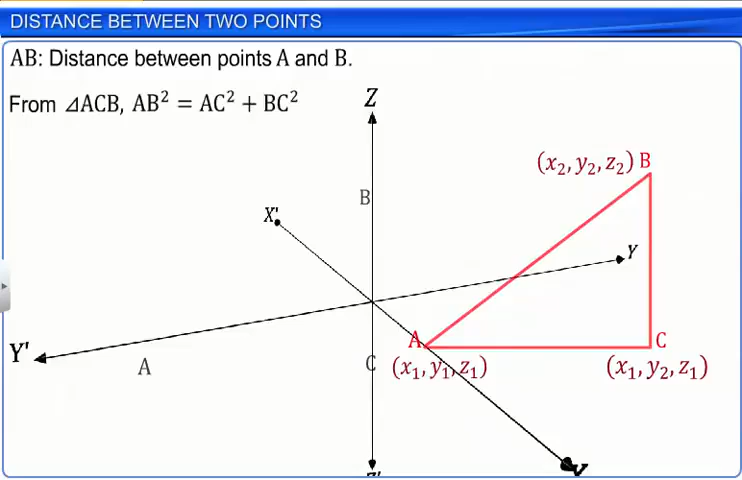 DISTANCE BETWEEN TWO POINTS
AB: Distance between points A and B.
From ⊿ACB, AB² = AC² + BC²
Z
(x₂, y₂, z₂) B
B
X'
Y
Y'
A
C
A
C
(x₁, y₁, z₁)
(x₁, y₂, z₁)